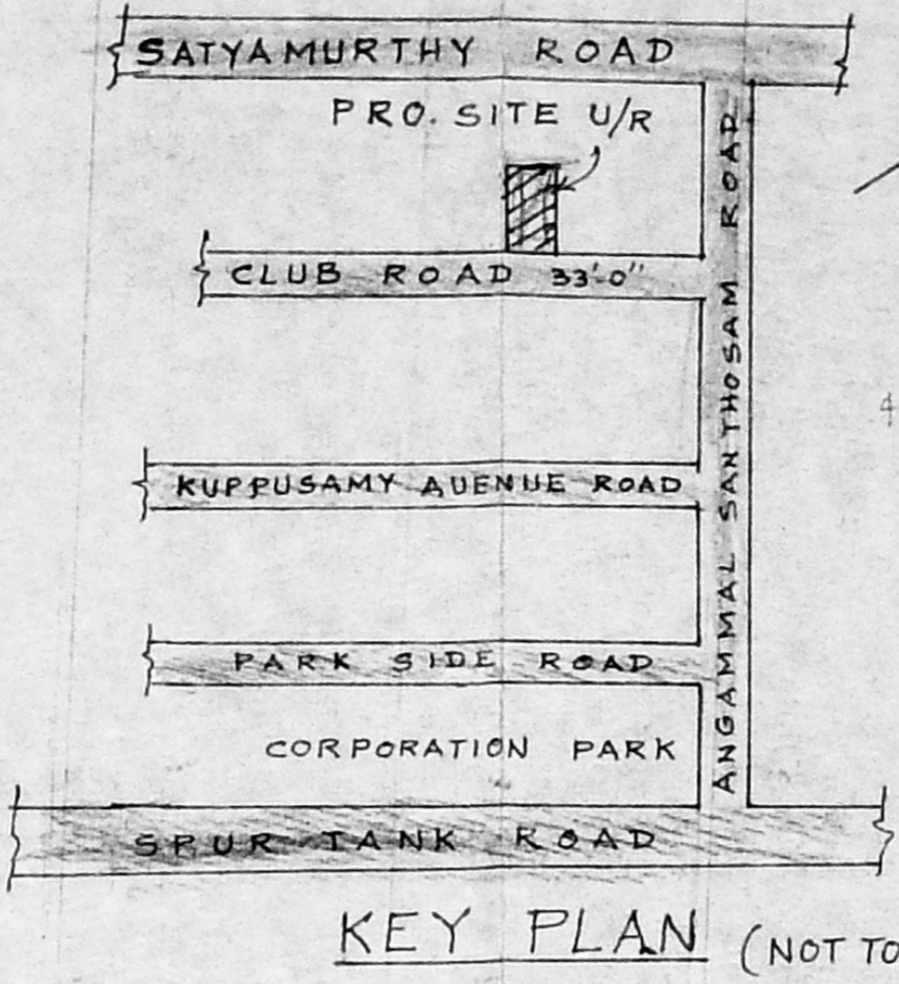 SATYAMURTHY ROAD
PRO. SITE U/R
CLUB ROAD 33'-0"
ANGAMMAL SANTHOSAM ROAD
KUPPUSAMY AUENUE ROAD
PARK SIDE ROAD
CORPORATION PARK
SPUR TANK ROAD
KEY PLAN (NOT TO